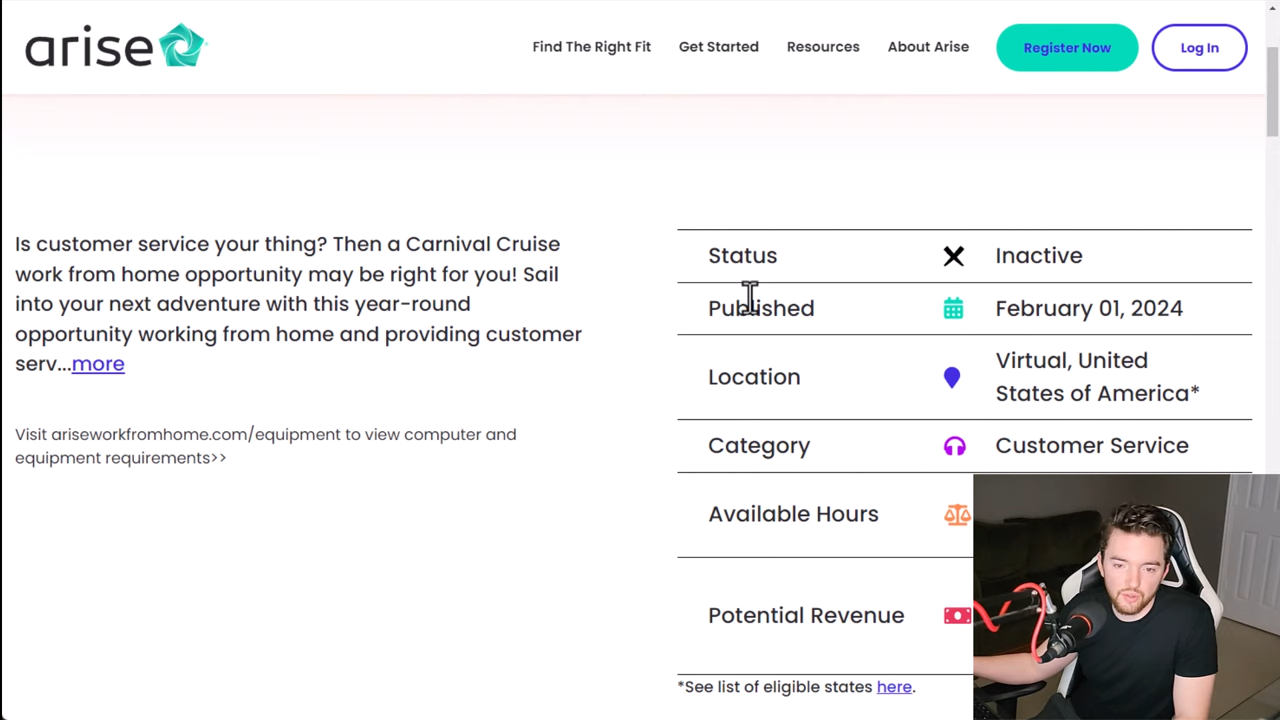 arise
Find The Right Fit
Get Started
Resources
About Arise
Register Now
Log In
Is customer service your thing? Then a Carnival Cruise
work from home opportunity may be right for you! Sail
into your next adventure with this year-round
opportunity working from home and providing customer
serv...more
Visit ariseworkfromhome.com/equipment to view computer and
equipment requirements>>
Status Inactive
Published February 01, 2024
Location Virtual, United
States of America*
Category Customer Service
Available Hours
Potential Revenue
*See list of eligible states here.